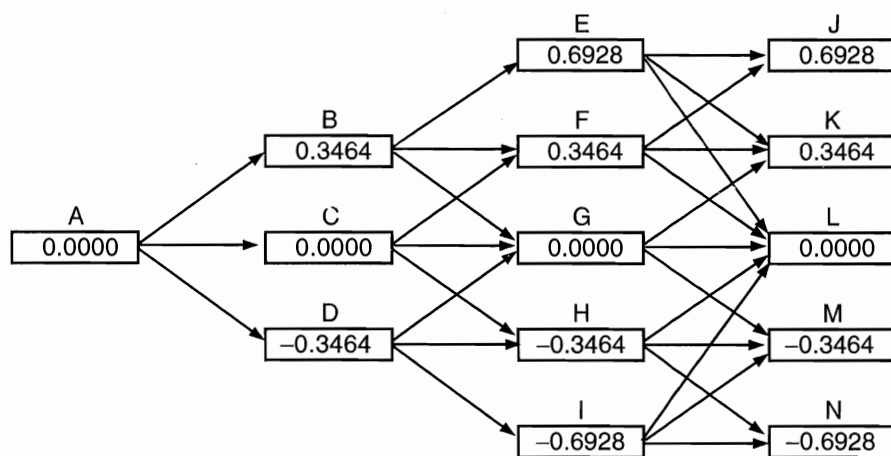 E J
0.6928 0.6928
B F K
0.3464 0.3464 0.3464
A C G L
0.0000 0.0000 0.0000 0.0000
D H M
−0.3464 −0.3464 −0.3464
I N
−0.6928 −0.6928